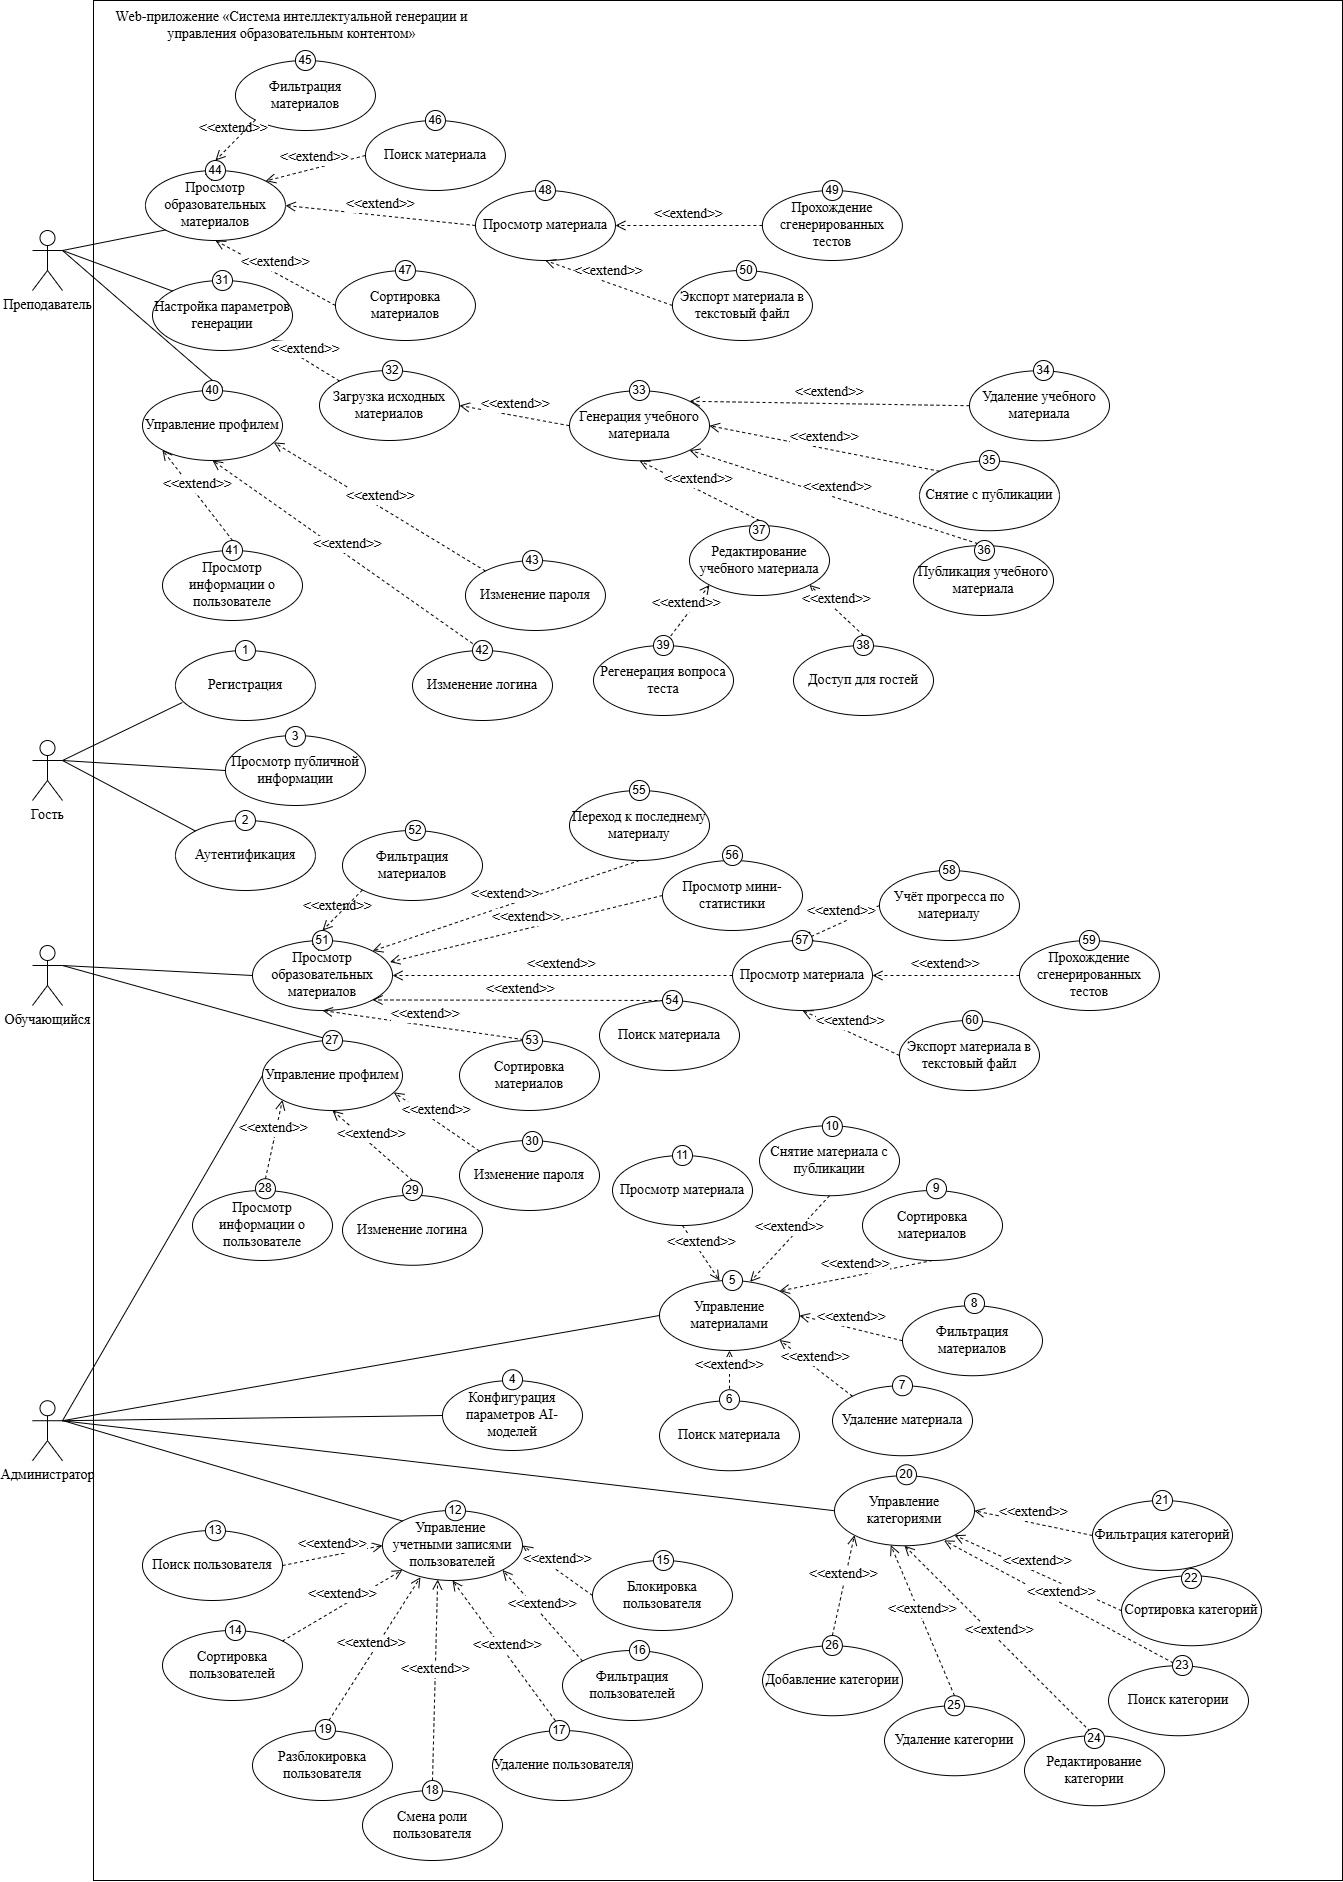 Web-приложение «Система интеллектуальной генерации и
управления образовательным контентом»
45
Фильтрация
материалов
<<extend>>
46
Поиск материала
<<extend>>
44
Просмотр
образовательных
материалов
<<extend>>
48
Просмотр материала
<<extend>>
49
Прохождение
сгенерированных
тестов
Преподаватель
<<extend>>
47
Сортировка
материалов
<<extend>>
50
Экспорт материала в
текстовый файл
31
Настройка параметров
генерации
<<extend>>
32
Загрузка исходных
материалов
<<extend>>
33
Генерация учебного
материала
<<extend>>
34
Удаление учебного
материала
<<extend>>
35
Снятие с публикации
<<extend>>
36
Публикация учебного
материала
<<extend>>
37
Редактирование
учебного материала
<<extend>>
39
Регенерация вопроса
теста
<<extend>>
38
Доступ для гостей
40
Управление профилем
<<extend>>
41
Просмотр
информации о
пользователе
<<extend>>
43
Изменение пароля
<<extend>>
42
Изменение логина
1
Регистрация
3
Просмотр публичной
информации
Гость
2
Аутентификация
52
Фильтрация
материалов
<<extend>>
55
Переход к последнему
материалу
<<extend>>
56
Просмотр мини-
статистики
<<extend>>
58
Учёт прогресса по
материалу
<<extend>>
51
Просмотр
образовательных
материалов
<<extend>>
57
Просмотр материала
<<extend>>
59
Прохождение
сгенерированных
тестов
Обучающийся
<<extend>>
54
Поиск материала
<<extend>>
53
Сортировка
материалов
<<extend>>
60
Экспорт материала в
текстовый файл
27
Управление профилем
<<extend>>
28
Просмотр
информации о
пользователе
<<extend>>
29
Изменение логина
<<extend>>
30
Изменение пароля
11
Просмотр материала
<<extend>>
10
Снятие материала с
публикации
<<extend>>
9
Сортировка
материалов
<<extend>>
5
Управление
материалами
<<extend>>
8
Фильтрация
материалов
<<extend>>
7
Удаление материала
<<extend>>
6
Поиск материала
4
Конфигурация
параметров AI-
моделей
Администратор
20
Управление
категориями
<<extend>>
21
Фильтрация категорий
<<extend>>
22
Сортировка категорий
<<extend>>
23
Поиск категории
<<extend>>
26
Добавление категории
<<extend>>
25
Удаление категории
<<extend>>
24
Редактирование
категории
12
Управление
учетными записями
пользователей
13
Поиск пользователя
<<extend>>
15
Блокировка
пользователя
<<extend>>
14
Сортировка
пользователей
<<extend>>
16
Фильтрация
пользователей
<<extend>>
19
Разблокировка
пользователя
<<extend>>
17
Удаление пользователя
<<extend>>
18
Смена роли
пользователя
<<extend>>